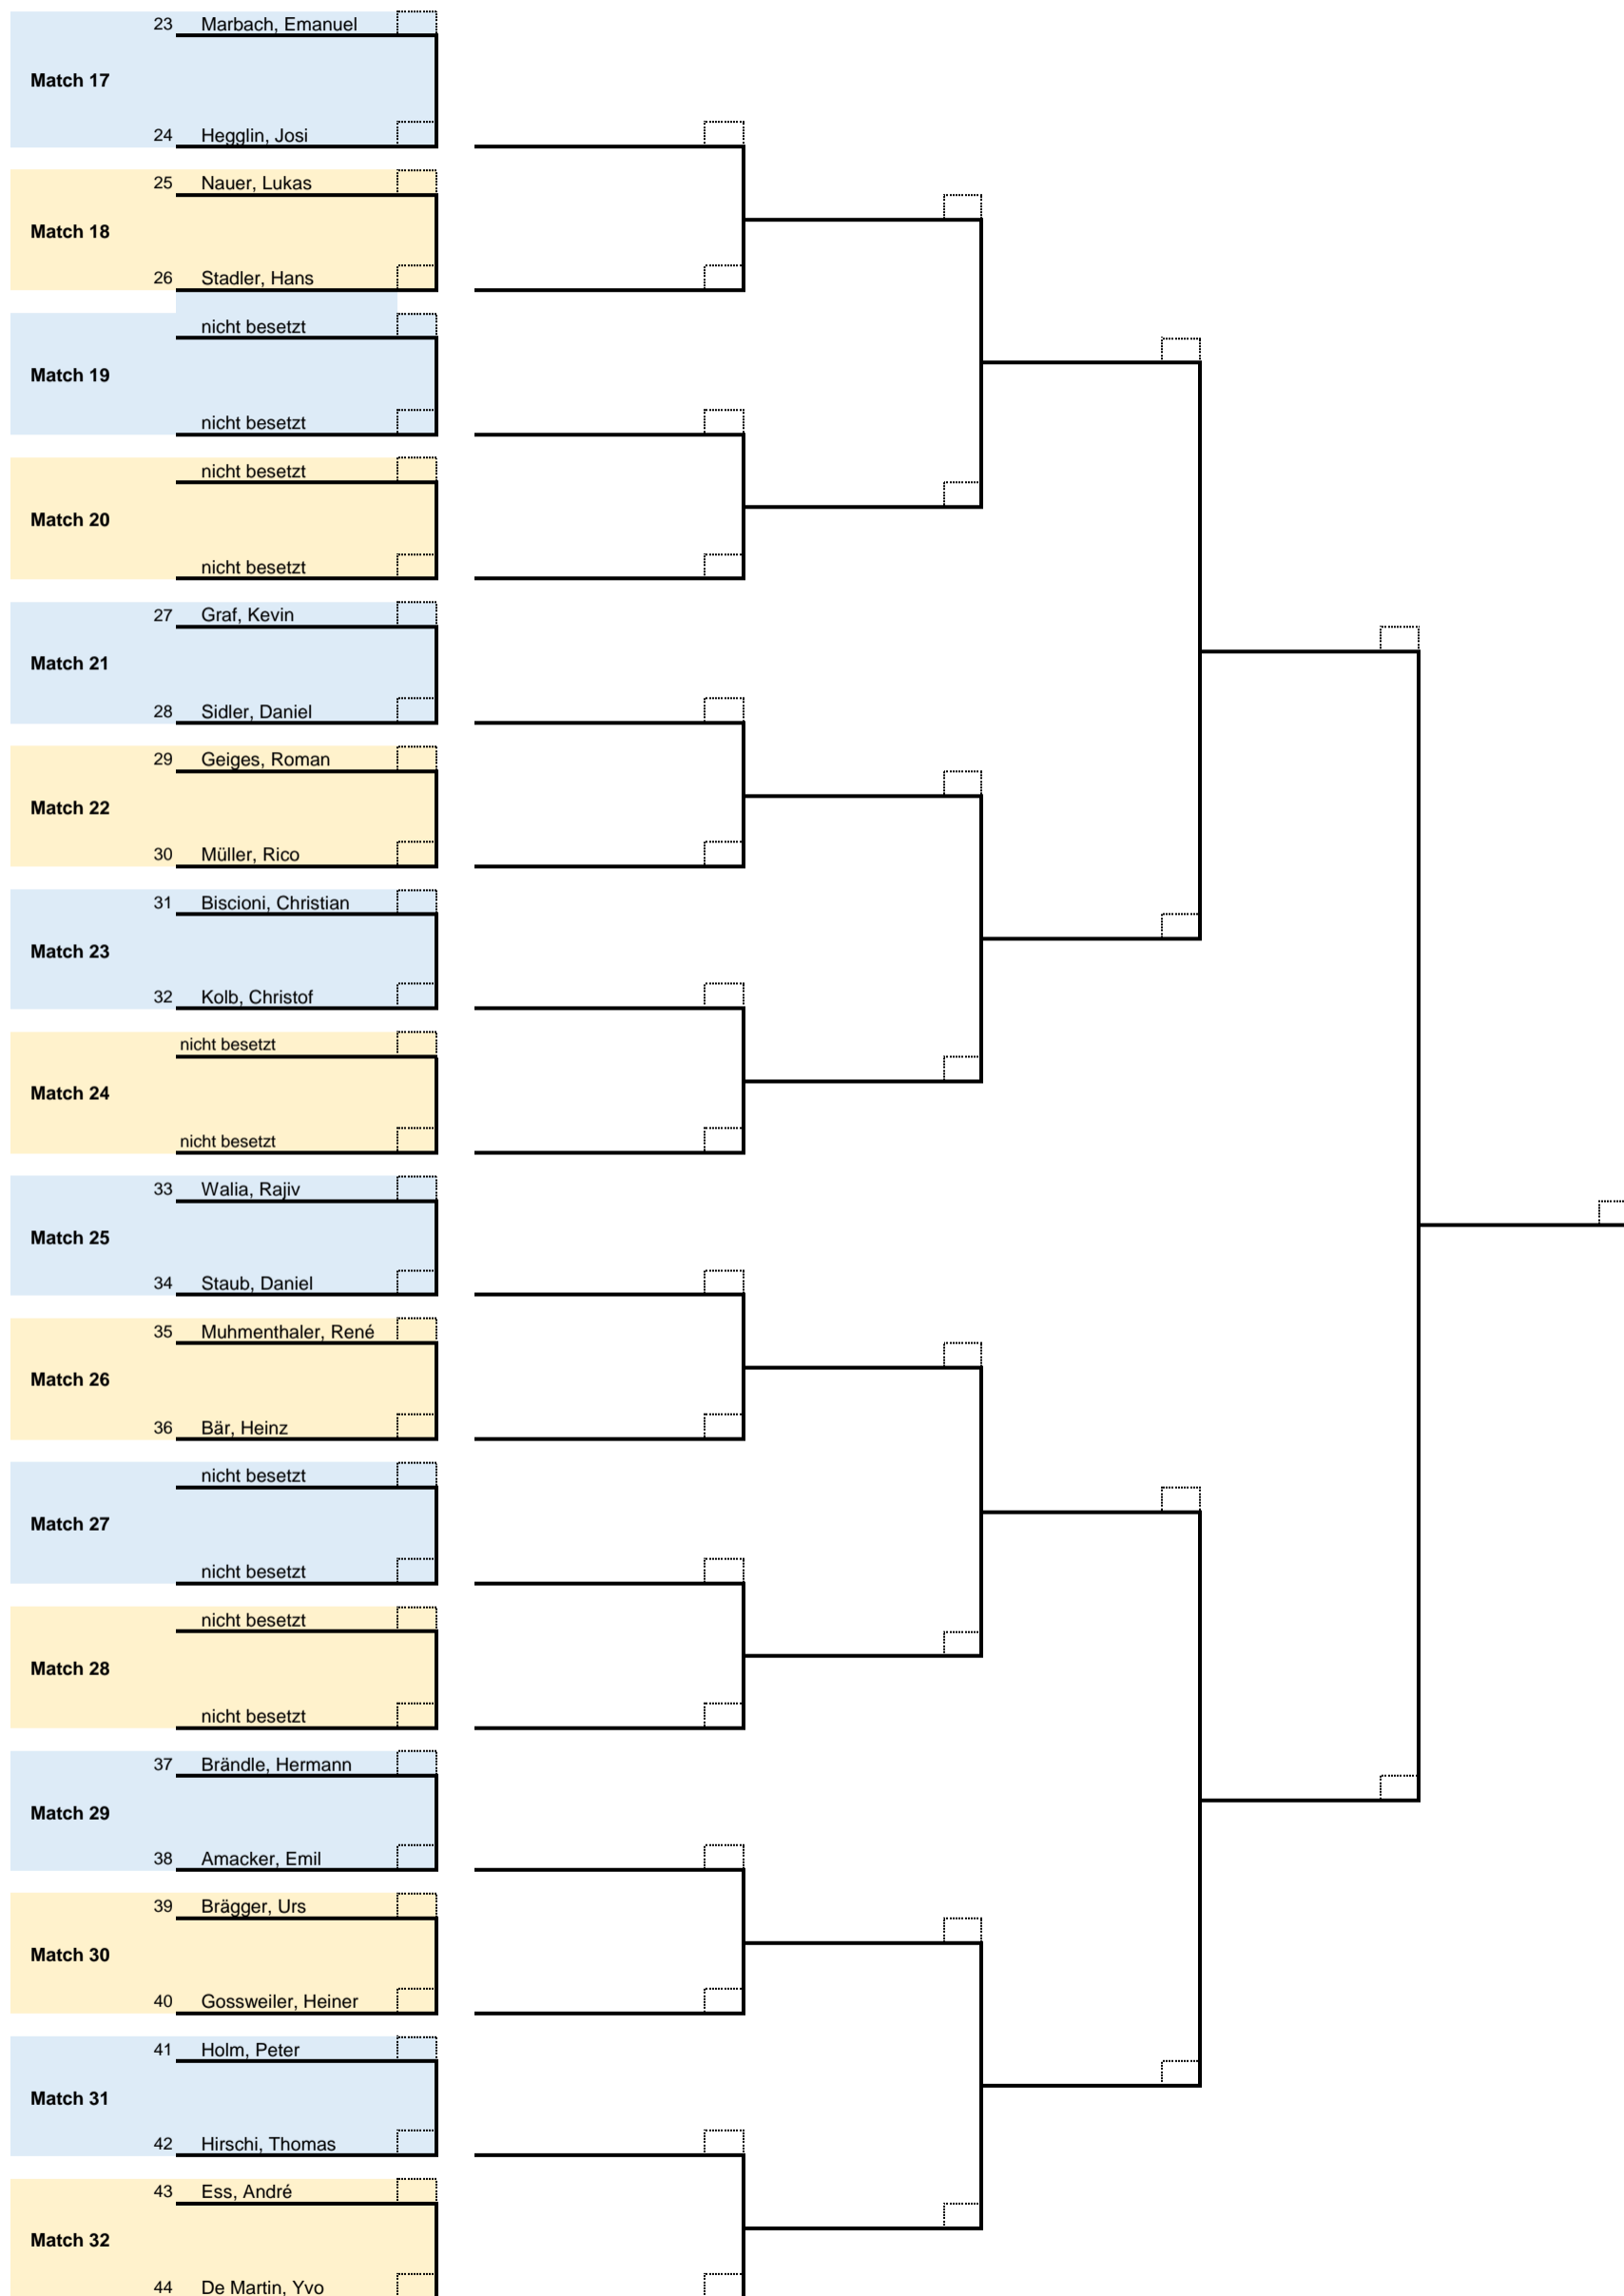 23 Marbach, Emanuel
Match 17
24 Hegglin, Josi
25 Nauer, Lukas
Match 18
26 Stadler, Hans
nicht besetzt
Match 19
nicht besetzt
nicht besetzt
Match 20
nicht besetzt
27 Graf, Kevin
Match 21
28 Sidler, Daniel
29 Geiges, Roman
Match 22
30 Müller, Rico
31 Biscioni, Christian
Match 23
32 Kolb, Christof
nicht besetzt
Match 24
nicht besetzt
33 Walia, Rajiv
Match 25
34 Staub, Daniel
35 Muhmenthaler, René
Match 26
36 Bär, Heinz
nicht besetzt
Match 27
nicht besetzt
nicht besetzt
Match 28
nicht besetzt
37 Brändle, Hermann
Match 29
38 Amacker, Emil
39 Brägger, Urs
Match 30
40 Gossweiler, Heiner
41 Holm, Peter
Match 31
42 Hirschi, Thomas
43 Ess, André
Match 32
44 De Martin, Yvo